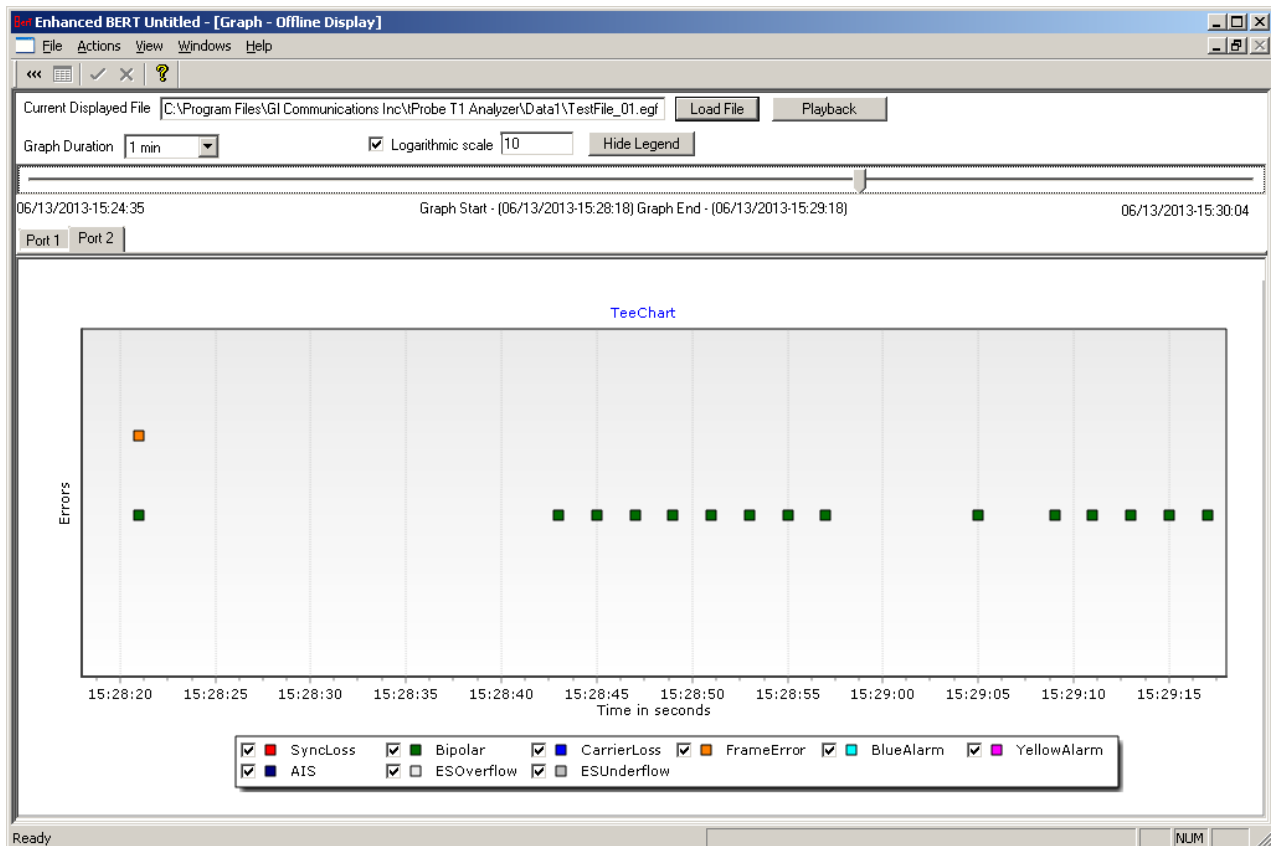 Bert Enhanced BERT Untitled - [Graph - Offline Display]
File Actions View Windows Help
Current Displayed File C:\Program Files\GI Communications Inc\tProbe T1 Analyzer\Data1\TestFile_01.egf Load File Playback
Graph Duration 1 min Logarithmic scale 10 Hide Legend
06/13/2013-15:24:35 Graph Start - (06/13/2013-15:28:18) Graph End - (06/13/2013-15:29:18) 06/13/2013-15:30:04
Port 1 Port 2
TeeChart
Errors
15:28:20 15:28:25 15:28:30 15:28:35 15:28:40 15:28:45 15:28:50 15:28:55 15:29:00 15:29:05 15:29:10 15:29:15
Time in seconds
SyncLoss Bipolar CarrierLoss FrameError BlueAlarm YellowAlarm
AIS ESOverflow ESUnderflow
Ready NUM